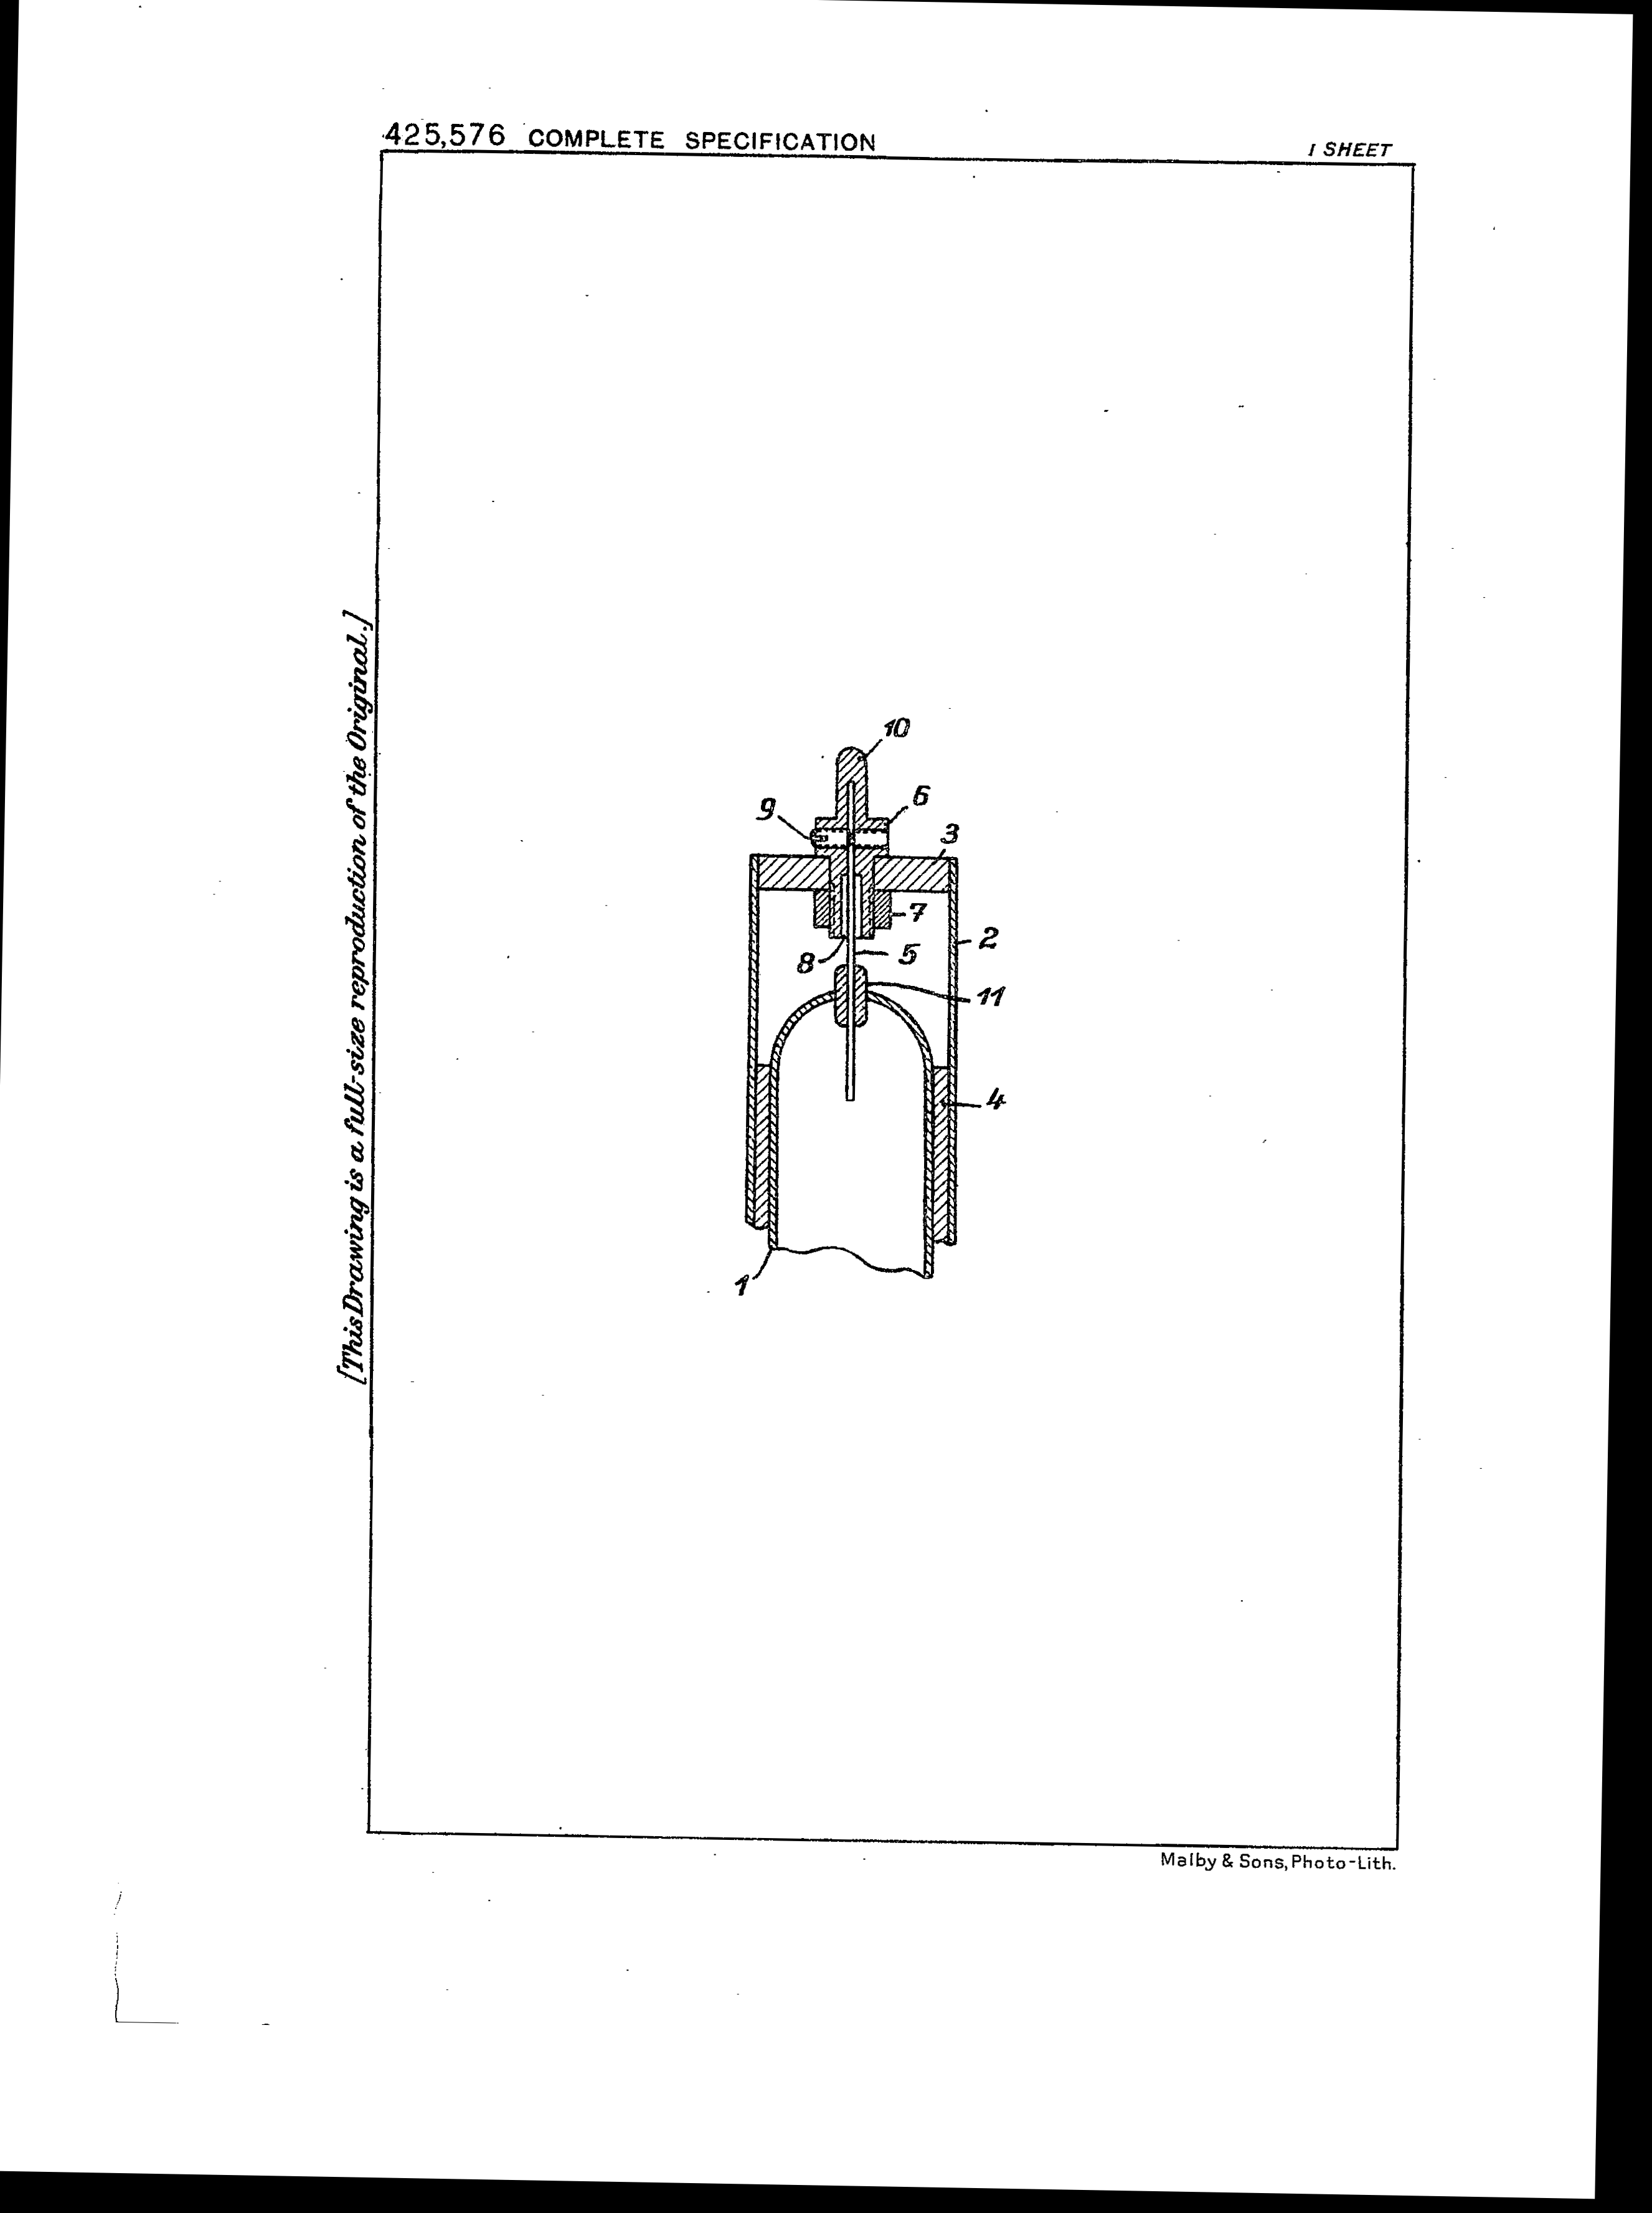 425,576 COMPLETE SPECIFICATION
1 SHEET
[This Drawing is a full-size reproduction of the Original.]
10
6
9
3
7
2
8
5
11
4
1
Malby & Sons, Photo-Lith.